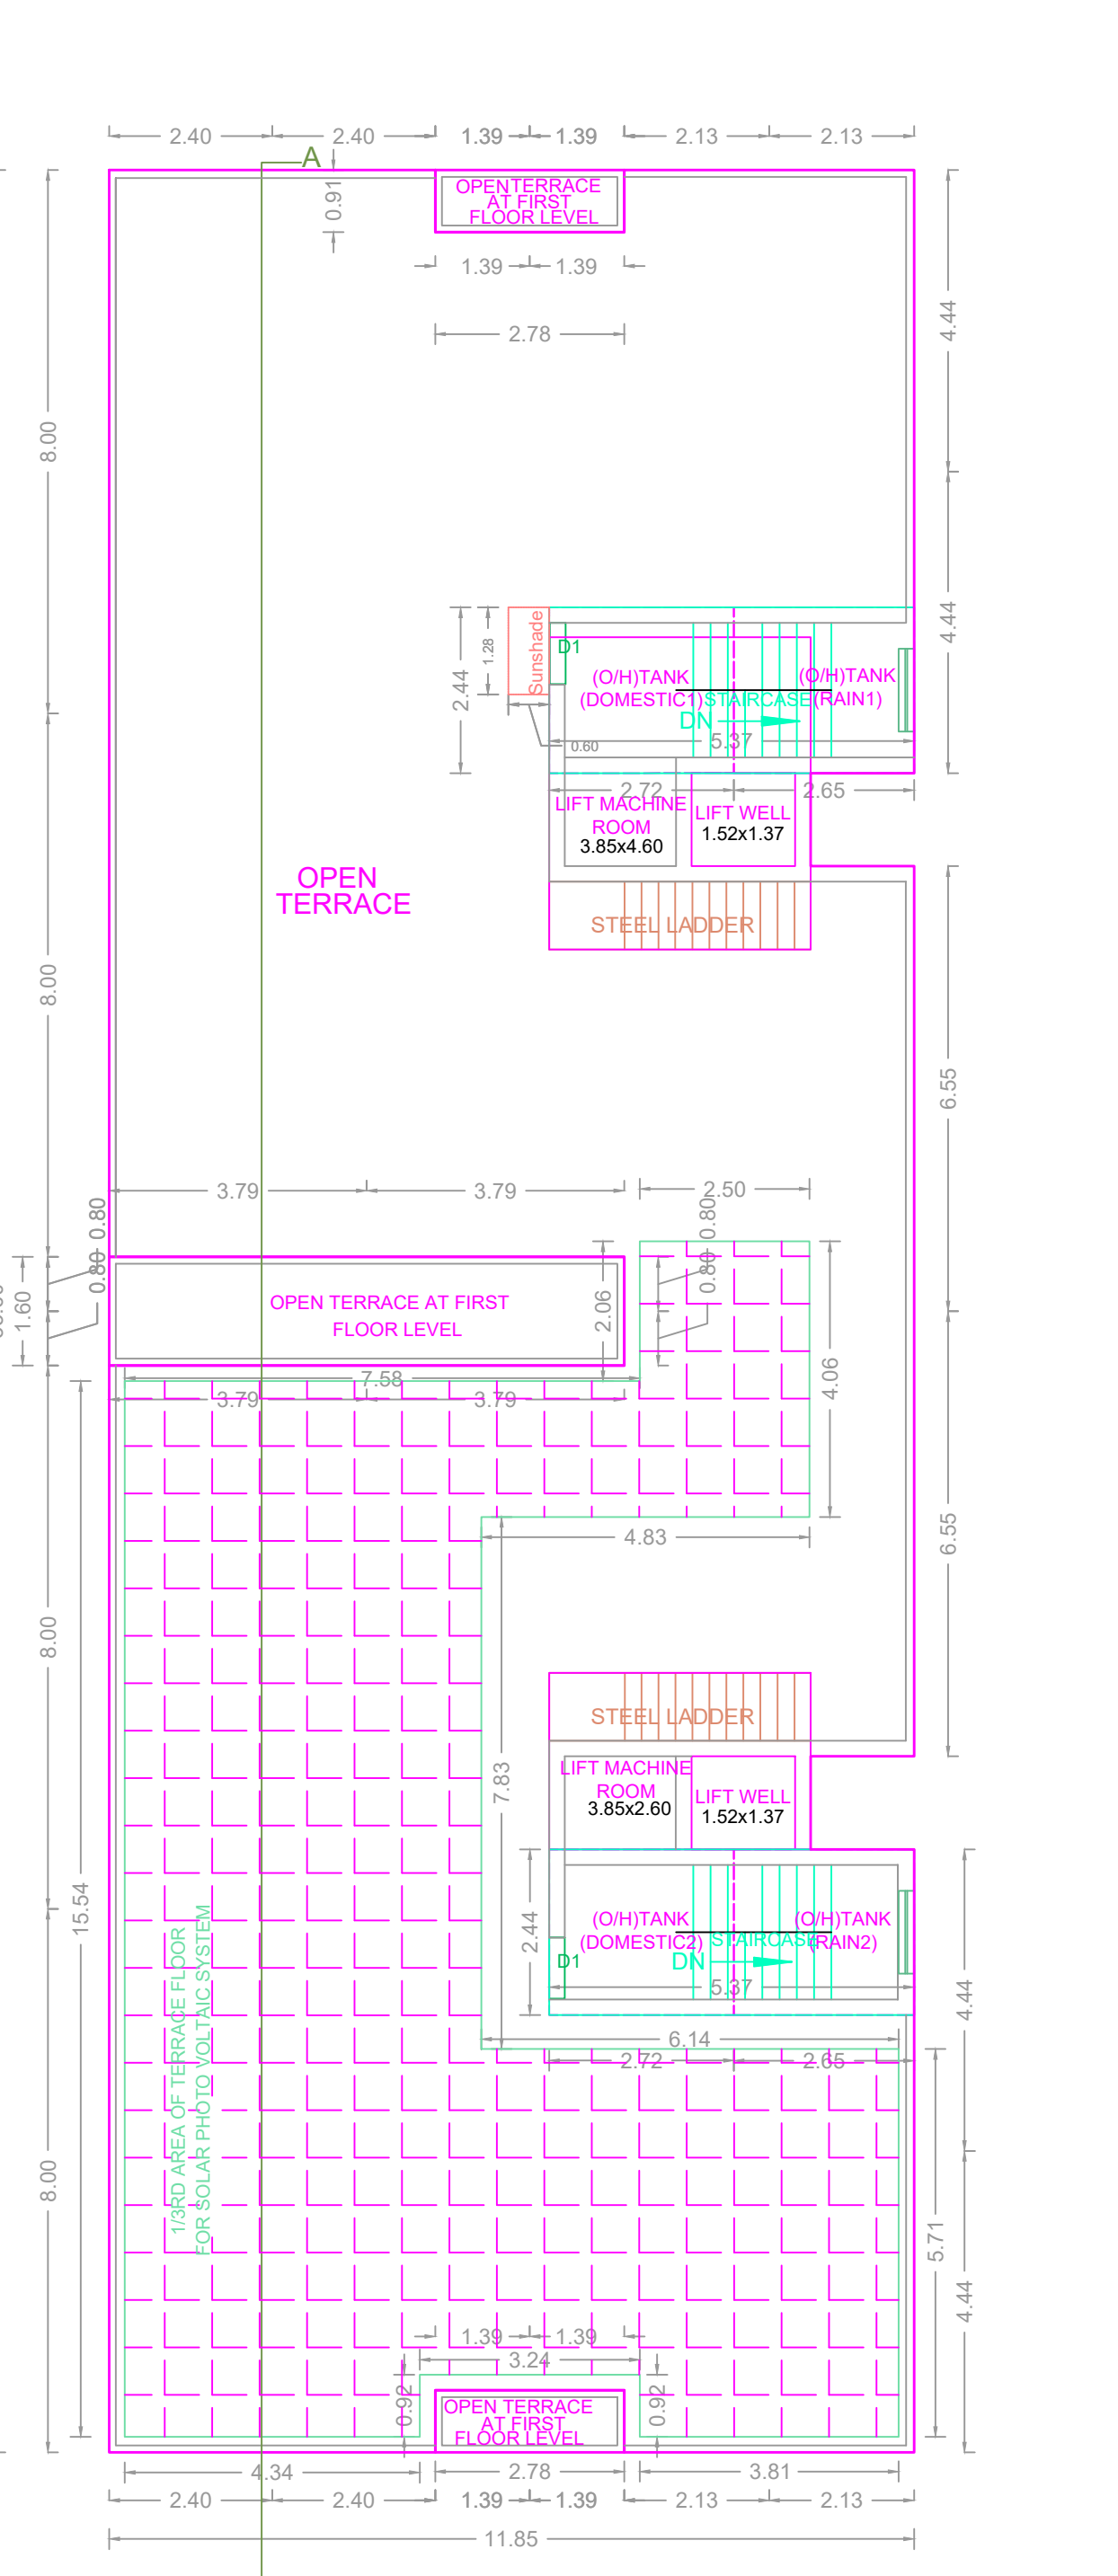 2.40
2.40
1.39
1.39
2.13
2.13
A
0.91
OPENTERRACE
AT FIRST
FLOOR LEVEL
1.39
1.39
2.78
4.44
8.00
4.44
Sunshade
1.28
2.44
D1
(O/H)TANK
(DOMESTIC1)
(O/H)TANK
(RAIN1)
STAIRCASE
DN
5.37
0.60
2.72
2.65
LIFT MACHINE
ROOM
3.85x4.60
LIFT WELL
1.52x1.37
OPEN
TERRACE
STEEL LADDER
8.00
6.55
3.79
3.79
2.50
0.80
0.80
0.80
0.80
1.60
OPEN TERRACE AT FIRST
FLOOR LEVEL
2.06
4.06
7.58
3.79
3.79
4.83
6.55
8.00
STEEL LADDER
7.83
LIFT MACHINE
ROOM
3.85x2.60
LIFT WELL
1.52x1.37
15.54
2.44
(O/H)TANK
(DOMESTIC2)
(O/H)TANK
(RAIN2)
STAIRCASE
D1
DN
5.37
4.44
6.14
2.72
2.65
1/3RD AREA OF TERRACE FLOOR
FOR SOLAR PHOTO VOLTAIC SYSTEM
8.00
5.71
4.44
1.39
1.39
3.24
0.92
0.92
OPEN TERRACE
AT FIRST
FLOOR LEVEL
4.34
2.78
3.81
2.40
2.40
1.39
1.39
2.13
2.13
11.85